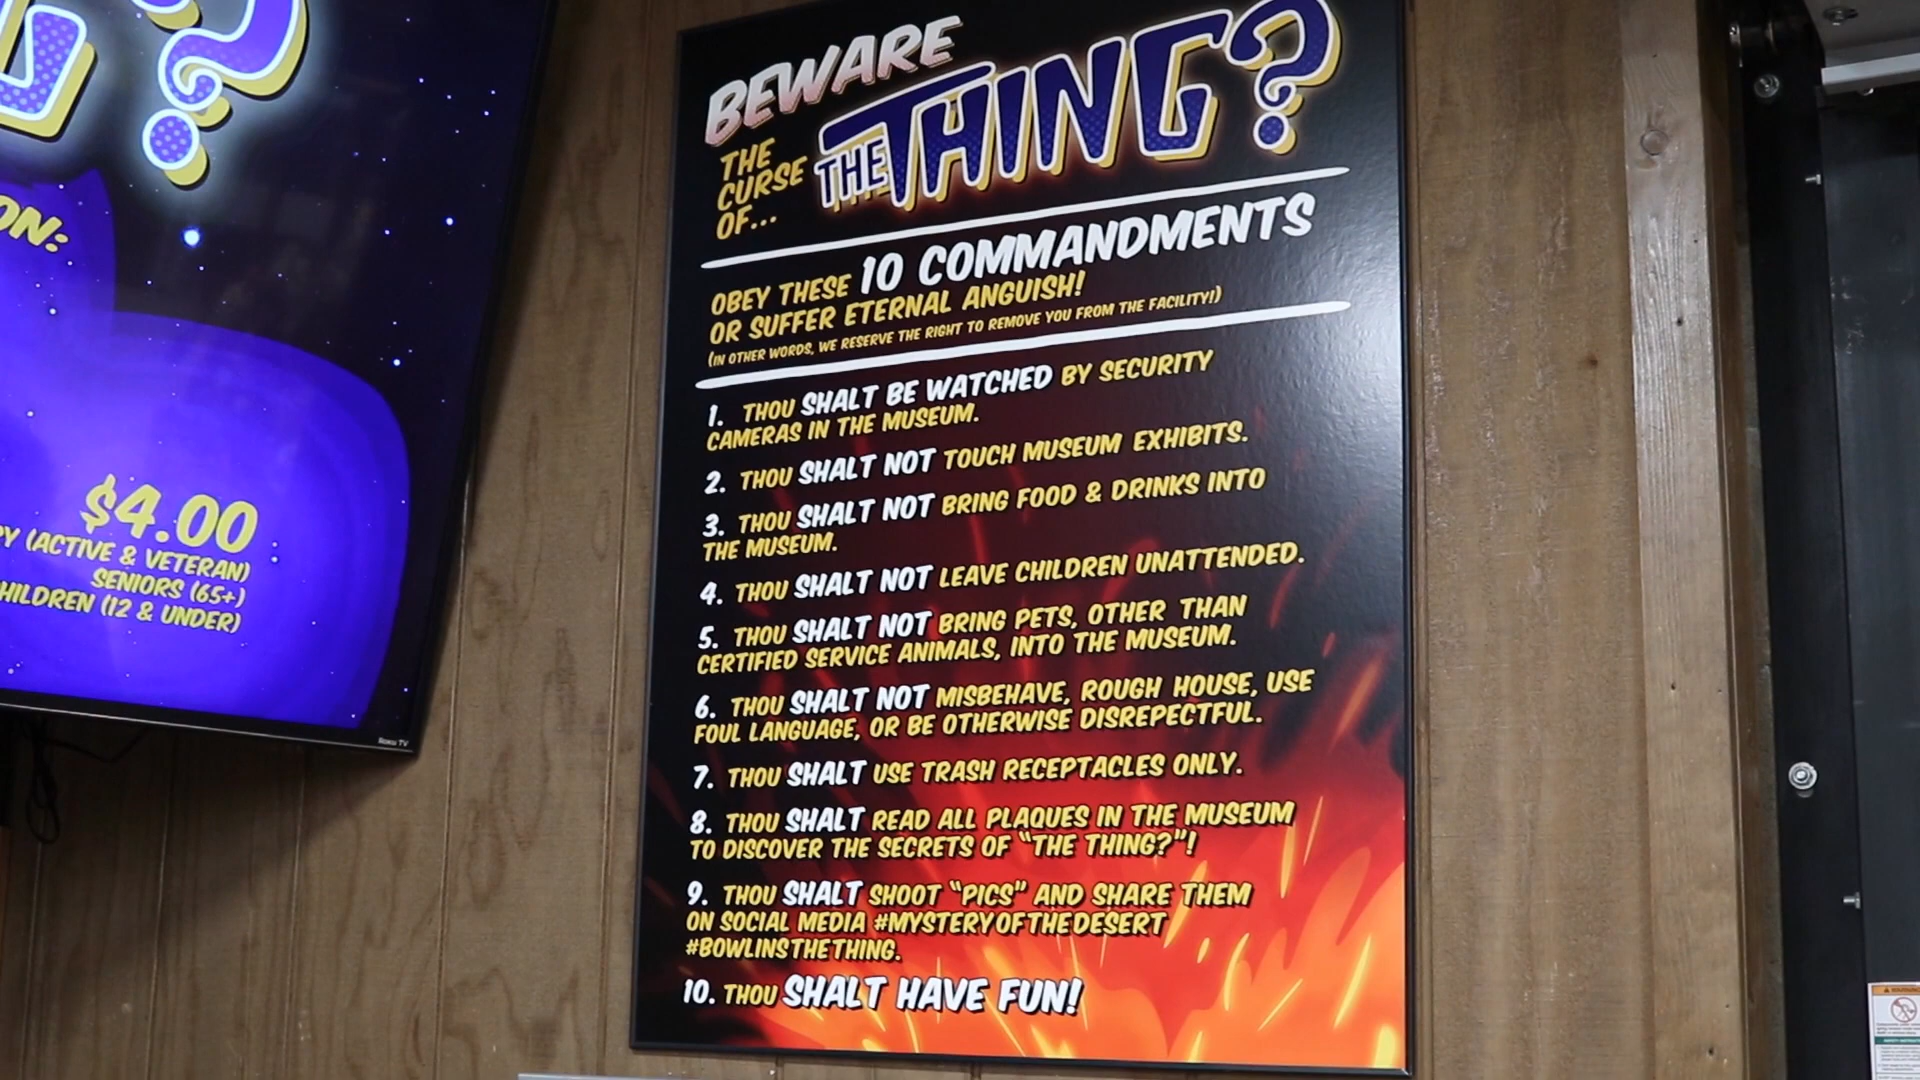 ON:
$4.00
(ACTIVE & VETERAN)
SENIORS (65+)
HILDREN (12 & UNDER)
Roku TV
BEWARE
THE
CURSE
OF...
THE THING?
OBEY THESE 10 COMMANDMENTS
OR SUFFER ETERNAL ANGUISH!
(IN OTHER WORDS, WE RESERVE THE RIGHT TO REMOVE YOU FROM THE FACILITY!)
1. THOU SHALT BE WATCHED BY SECURITY
CAMERAS IN THE MUSEUM.
2. THOU SHALT NOT TOUCH MUSEUM EXHIBITS.
3. THOU SHALT NOT BRING FOOD & DRINKS INTO
THE MUSEUM.
4. THOU SHALT NOT LEAVE CHILDREN UNATTENDED.
5. THOU SHALT NOT BRING PETS, OTHER THAN
CERTIFIED SERVICE ANIMALS, INTO THE MUSEUM.
6. THOU SHALT NOT MISBEHAVE, ROUGH HOUSE, USE
FOUL LANGUAGE, OR BE OTHERWISE DISREPECTFUL.
7. THOU SHALT USE TRASH RECEPTACLES ONLY.
8. THOU SHALT READ ALL PLAQUES IN THE MUSEUM
TO DISCOVER THE SECRETS OF "THE THING?"!
9. THOU SHALT SHOOT "PICS" AND SHARE THEM
ON SOCIAL MEDIA #MYSTERYOFTHEDESERT
#BOWLINSTHETHING.
10. THOU SHALT HAVE FUN!